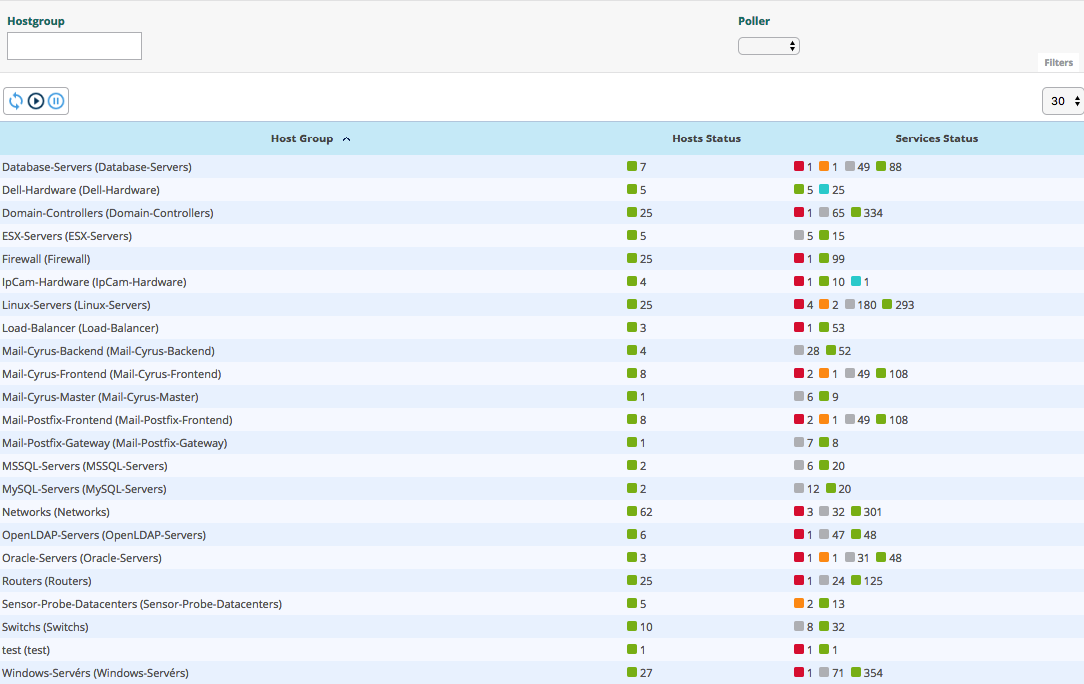 Hostgroup Poller
Filters
30
Host Group Hosts Status Services Status
Database-Servers (Database-Servers) 7 1 1 49 88
Dell-Hardware (Dell-Hardware) 5 5 25
Domain-Controllers (Domain-Controllers) 25 1 65 334
ESX-Servers (ESX-Servers) 5 5 15
Firewall (Firewall) 25 1 99
IpCam-Hardware (IpCam-Hardware) 4 1 10 1
Linux-Servers (Linux-Servers) 25 4 2 180 293
Load-Balancer (Load-Balancer) 3 1 53
Mail-Cyrus-Backend (Mail-Cyrus-Backend) 4 28 52
Mail-Cyrus-Frontend (Mail-Cyrus-Frontend) 8 2 1 49 108
Mail-Cyrus-Master (Mail-Cyrus-Master) 1 6 9
Mail-Postfix-Frontend (Mail-Postfix-Frontend) 8 2 1 49 108
Mail-Postfix-Gateway (Mail-Postfix-Gateway) 1 7 8
MSSQL-Servers (MSSQL-Servers) 2 6 20
MySQL-Servers (MySQL-Servers) 2 12 20
Networks (Networks) 62 3 32 301
OpenLDAP-Servers (OpenLDAP-Servers) 6 1 47 48
Oracle-Servers (Oracle-Servers) 3 1 1 31 48
Routers (Routers) 25 1 24 125
Sensor-Probe-Datacenters (Sensor-Probe-Datacenters) 5 2 13
Switchs (Switchs) 10 8 32
test (test) 1 1 1
Windows-Servérs (Windows-Servérs) 27 1 71 354